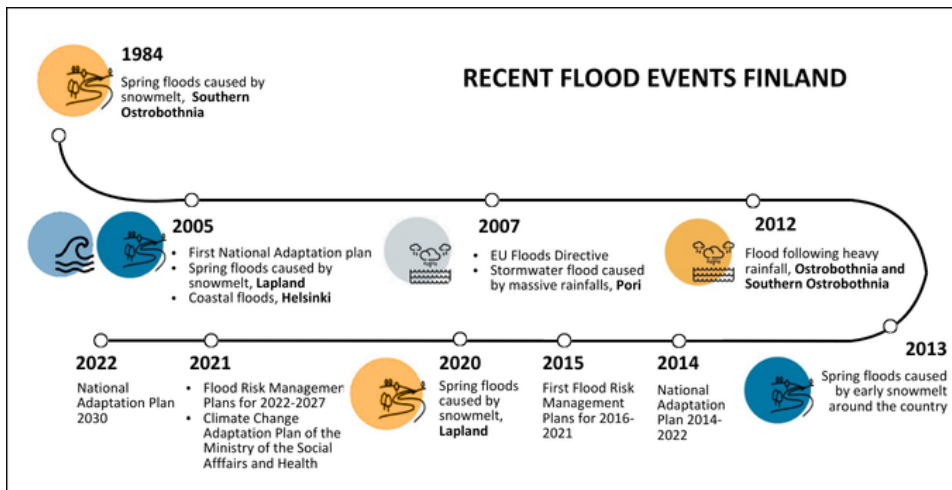 1984
Spring floods caused by
snowmelt, Southern
Ostrobothnia
RECENT FLOOD EVENTS FINLAND
2005
• First National Adaptation plan
• Spring floods caused by
snowmelt, Lapland
• Coastal floods, Helsinki
2007
• EU Floods Directive
• Stormwater flood caused
by massive rainfalls, Pori
2012
Flood following heavy
rainfall, Ostrobothnia and
Southern Ostrobothnia
2013
Spring floods caused
by early snowmelt
around the country
2014
National
Adaptation
Plan 2014-
2022
2015
First Flood Risk
Management
Plans for 2016-
2021
2020
Spring floods
caused by
snowmelt,
Lapland
2021
• Flood Risk Management
Plans for 2022-2027
• Climate Change
Adaptation Plan of the
Ministry of the Social
Afffairs and Health
2022
National
Adaptation Plan
2030